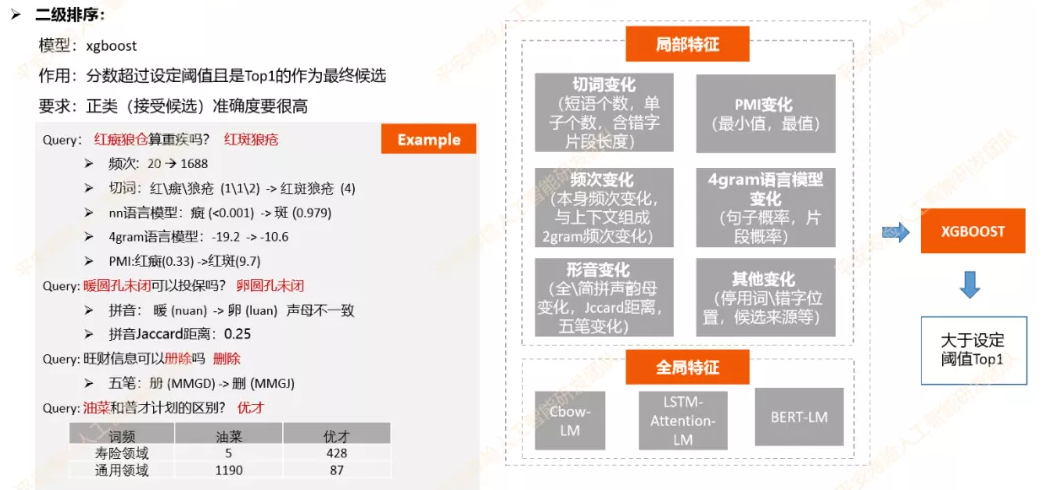 二级排序：
模型：xgboost
作用：分数超过设定阈值且是Top1的作为最终候选
要求：正类（接受候选）准确度要很高
Example
Query： 红癍狼仓算重疾吗？ 红斑狼疮
频次：20 → 1688
切词：红\癍\狼疮 (1\1\2) -> 红斑狼疮 (4)
nn语言模型：癍 (<0.001) -> 斑 (0.979)
4gram语言模型：-19.2 -> -10.6
PMI:红癍(0.33) ->红斑(9.7)
Query: 暖圆孔未闭可以投保吗？ 卵圆孔未闭
拼音： 暖 (nuan) -> 卵 (luan) 声母不一致
拼音Jaccard距离：0.25
Query: 旺财信息可以册除吗 删除
五笔：册 (MMGD) -> 删 (MMGJ)
Query: 油菜和普才计划的区别？ 优才
词频 油菜 优才
寿险领域 5 428
通用领域 1190 87
局部特征
切词变化
（短语个数，单
子个数，含错字
片段长度）
PMI变化
（最小值，最值）
频次变化
（本身频次变化，
与上下文组成
2gram频次变化）
4gram语言模型
变化
（句子概率，片
段概率）
形音变化
（全\简拼声韵母
变化，Jccard距离，
五笔变化）
其他变化
（停用词\错字位
置，候选来源等）
全局特征
Cbow-
LM
LSTM-
Attention-
LM
BERT-LM
XGBOOST
大于设定
阈值Top1